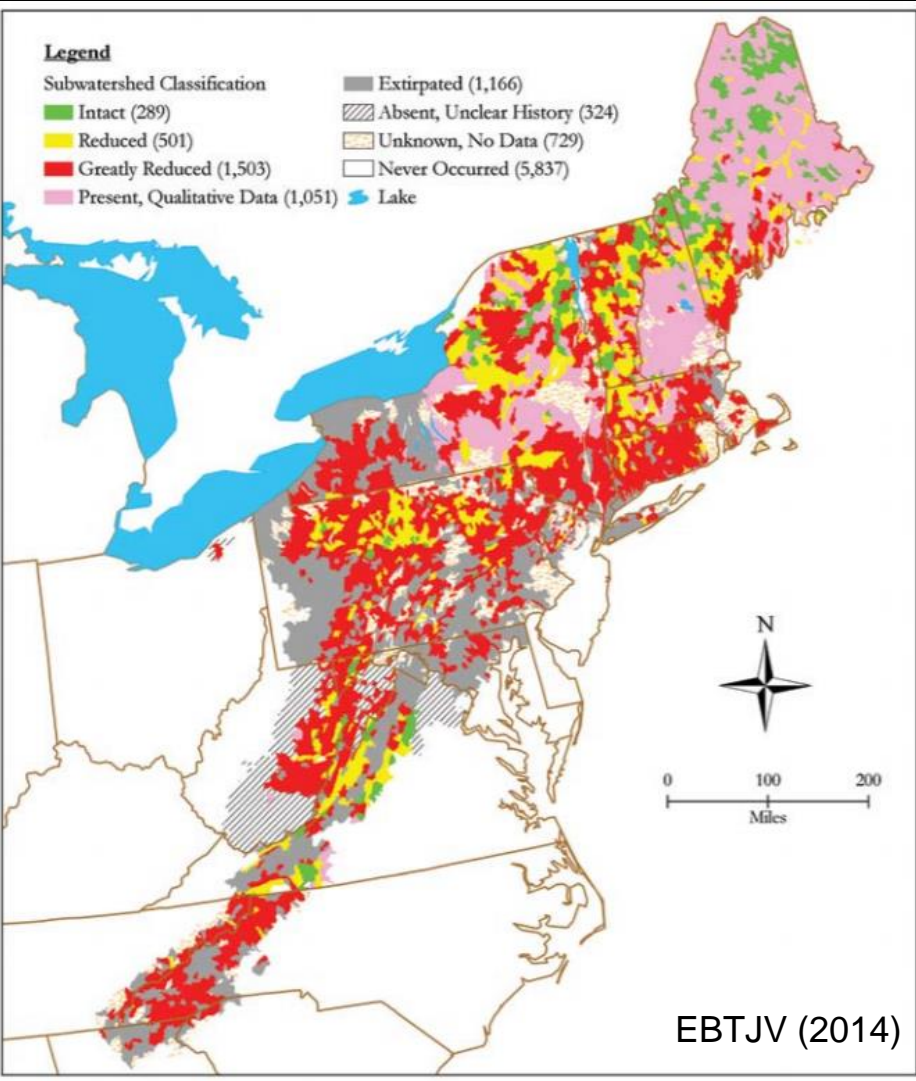 Legend
Subwatershed Classification
Intact (289)
Reduced (501)
Greatly Reduced (1,503)
Present, Qualitative Data (1,051)
Extirpated (1,166)
Absent, Unclear History (324)
Unknown, No Data (729)
Never Occurred (5,837)
Lake
N
0 100 200
Miles
EBTJV (2014)